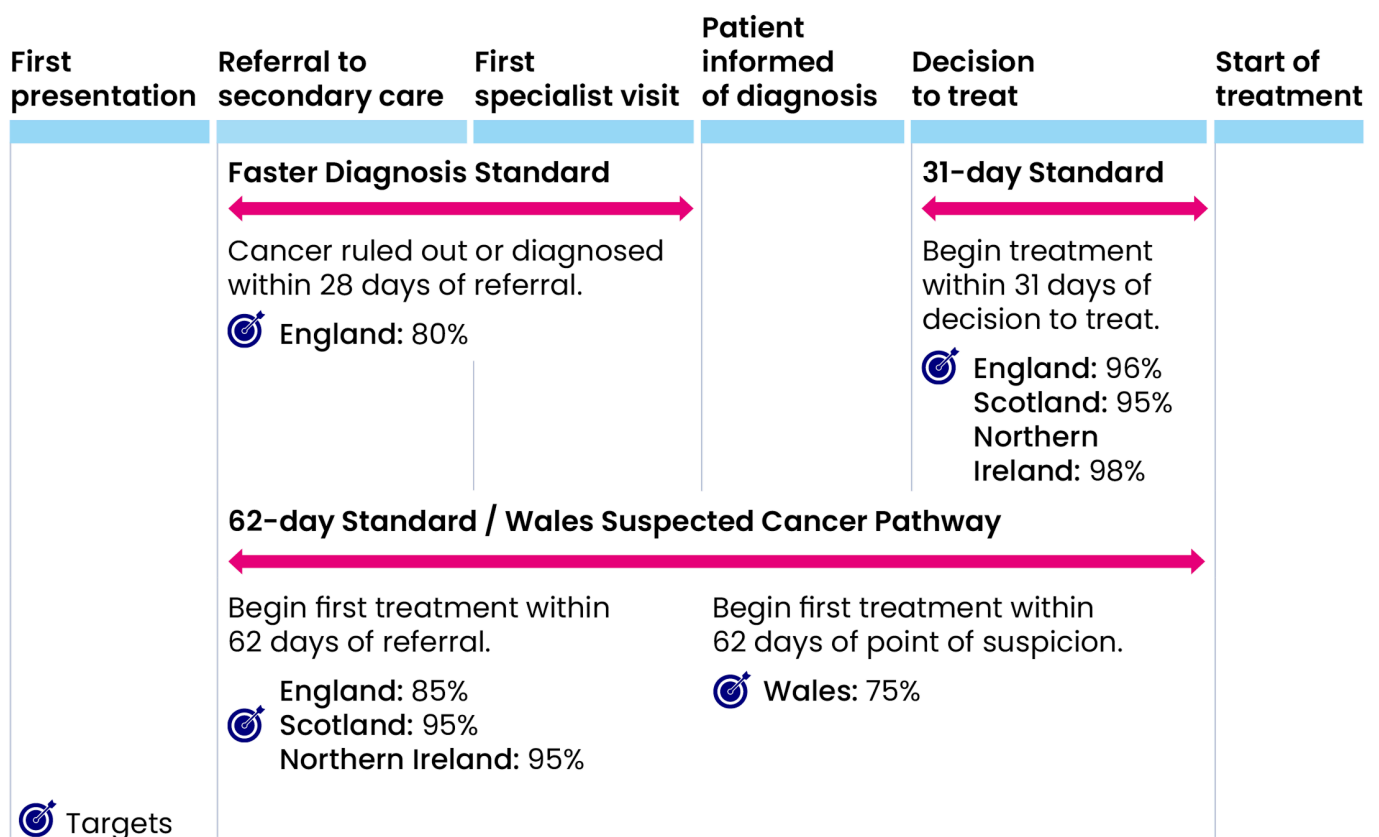 First
presentation
Referral to
secondary care
First
specialist visit
Patient
informed
of diagnosis
Decision
to treat
Start of
treatment
Faster Diagnosis Standard
Cancer ruled out or diagnosed
within 28 days of referral.
England: 80%
31-day Standard
Begin treatment
within 31 days of
decision to treat.
England: 96%
Scotland: 95%
Northern
Ireland: 98%
62-day Standard / Wales Suspected Cancer Pathway
Begin first treatment within
62 days of referral.
England: 85%
Scotland: 95%
Northern Ireland: 95%
Begin first treatment within
62 days of point of suspicion.
Wales: 75%
Targets